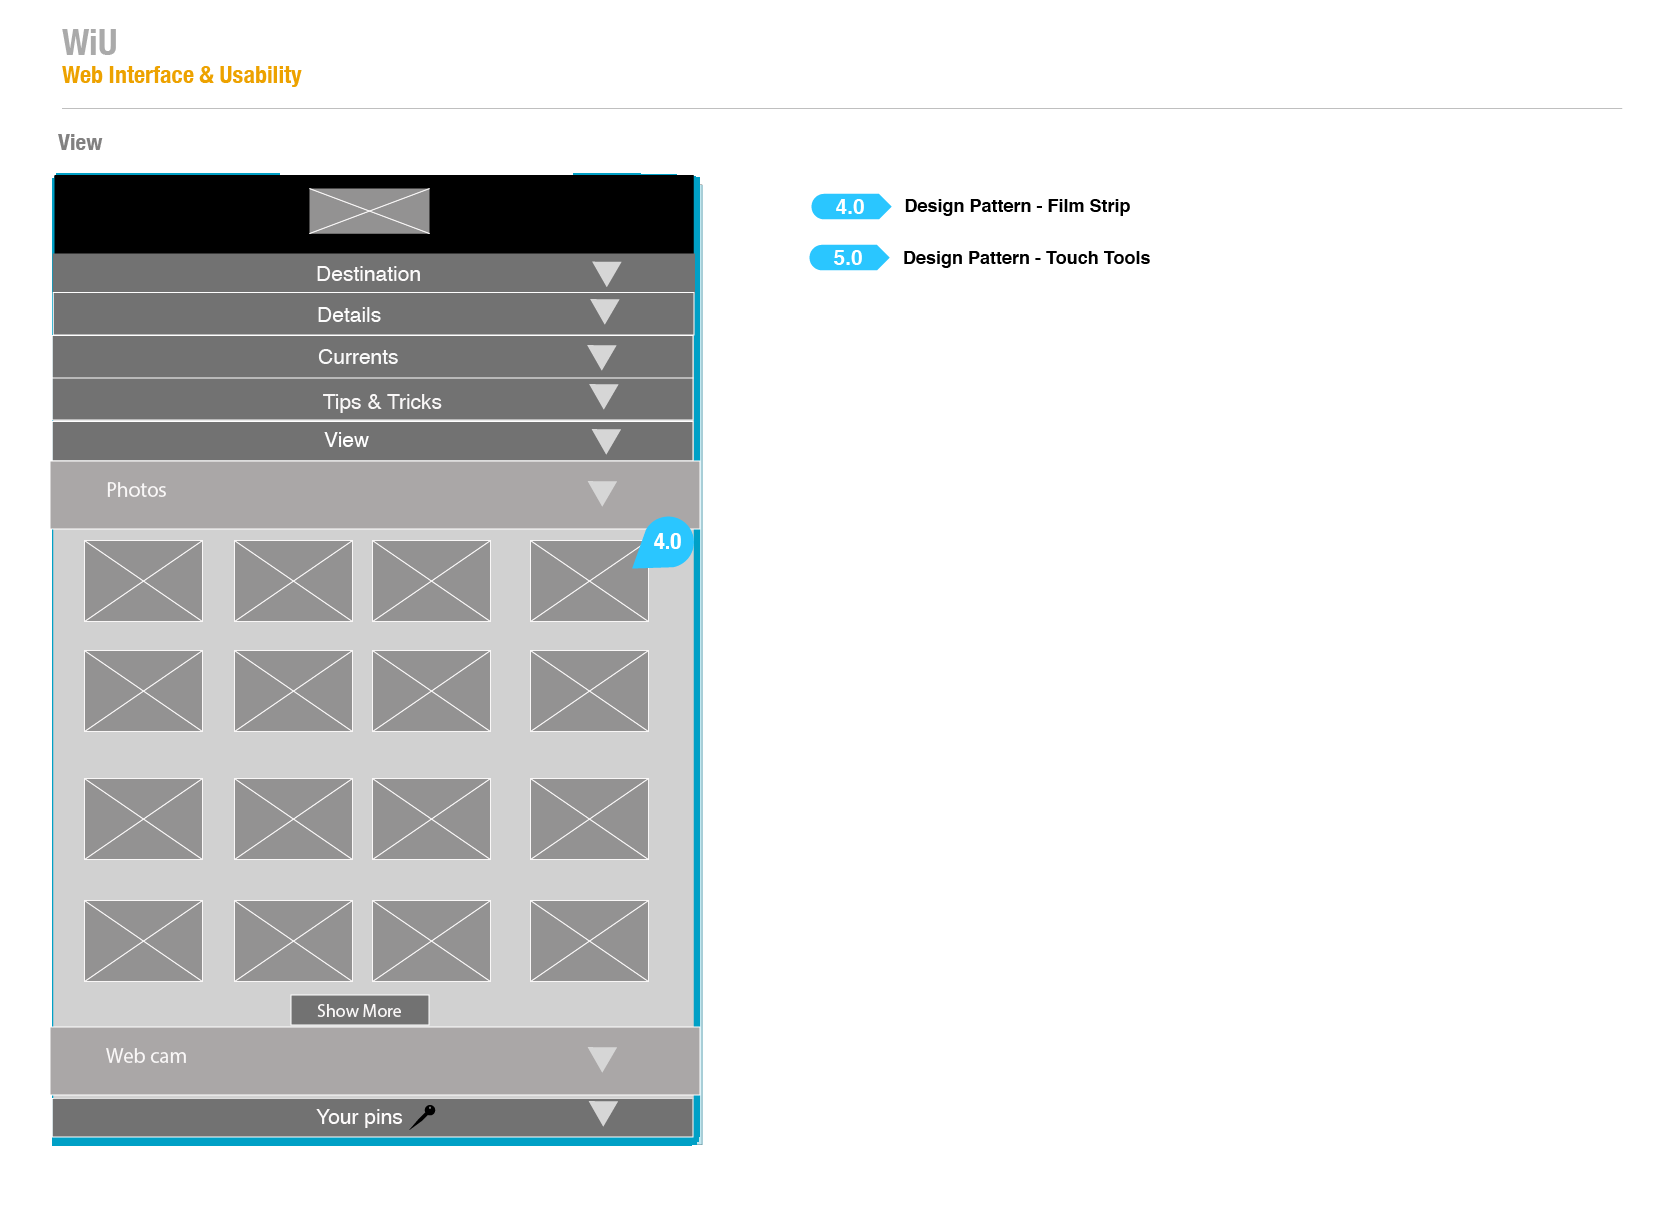 WiU
Web Interface & Usability
View
Destination
Details
Currents
Tips & Tricks
View
Photos
4.0
Show More
Web cam
Your pins
4.0 Design Pattern - Film Strip
5.0 Design Pattern - Touch Tools